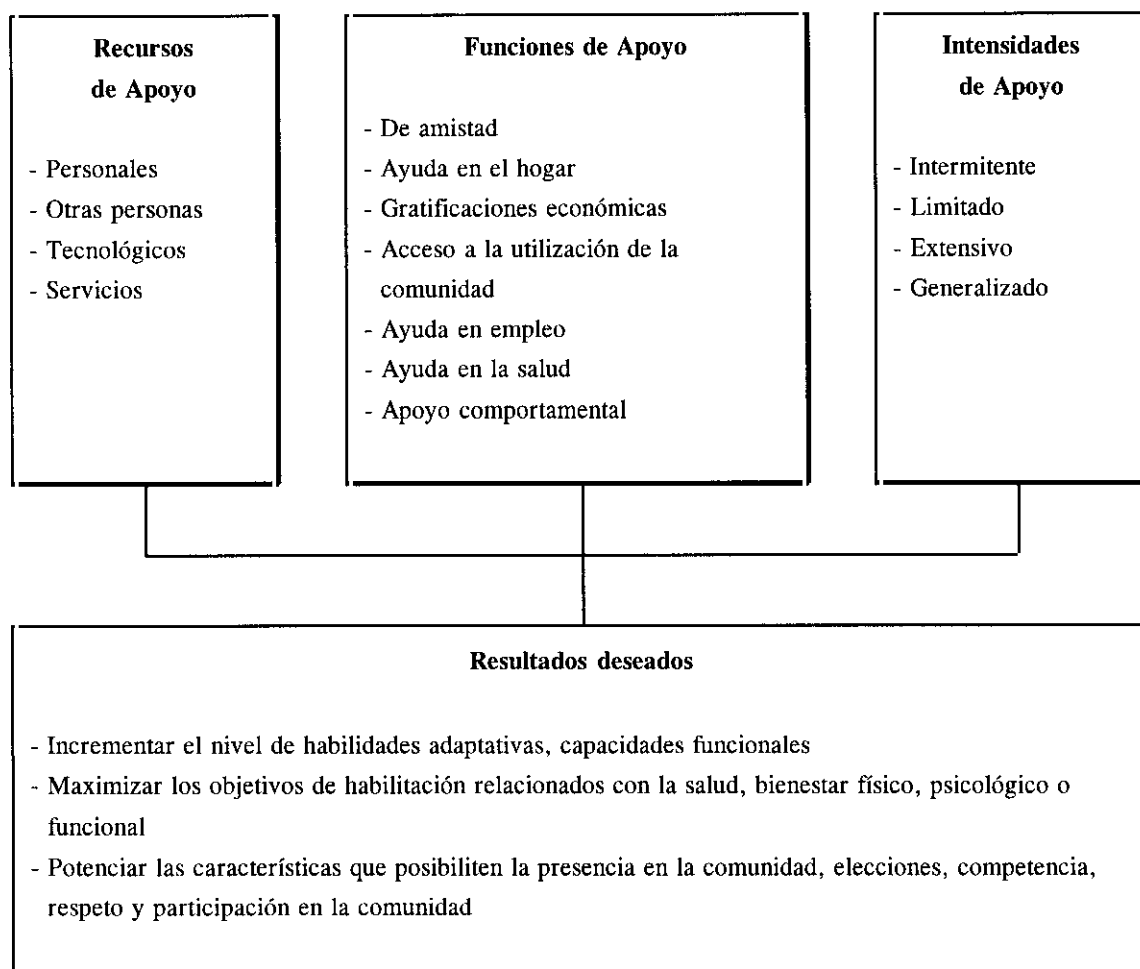 Recursos
de Apoyo
- Personales
- Otras personas
- Tecnológicos
- Servicios
Funciones de Apoyo
- De amistad
- Ayuda en el hogar
- Gratificaciones económicas
- Acceso a la utilización de la
comunidad
- Ayuda en empleo
- Ayuda en la salud
- Apoyo comportamental
Intensidades
de Apoyo
- Intermitente
- Limitado
- Extensivo
- Generalizado
Resultados deseados
- Incrementar el nivel de habilidades adaptativas, capacidades funcionales
- Maximizar los objetivos de habilitación relacionados con la salud, bienestar físico, psicológico o
funcional
- Potenciar las características que posibiliten la presencia en la comunidad, elecciones, competencia,
respeto y participación en la comunidad